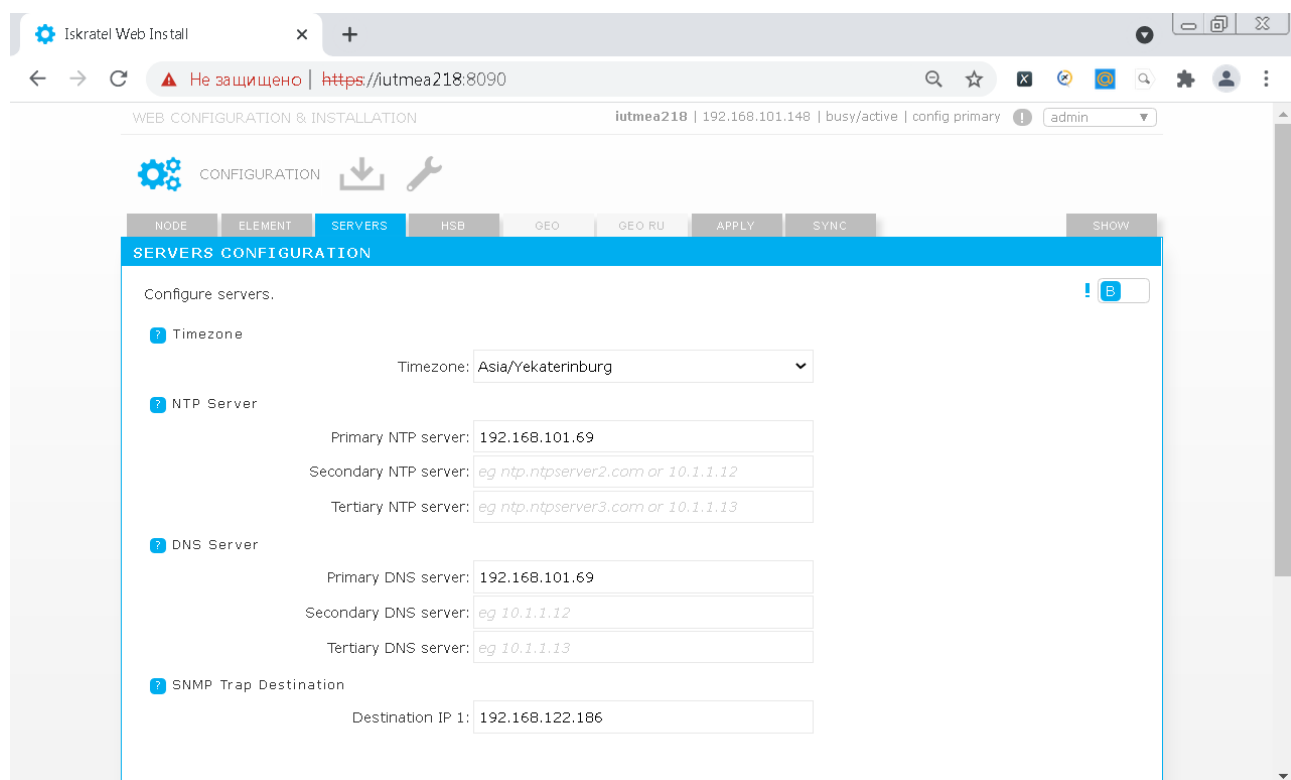 Iskratel Web Install
Не защищено | https://iutmea218:8090
WEB CONFIGURATION & INSTALLATION
iutmea218 | 192.168.101.148 | busy/active | config primary ! admin
CONFIGURATION
NODE ELEMENT SERVERS HSB GEO GEO RU APPLY SYNC SHOW
SERVERS CONFIGURATION
Configure servers.
! B
? Timezone
Timezone: Asia/Yekaterinburg
? NTP Server
Primary NTP server: 192.168.101.69
Secondary NTP server: eg ntp.ntpserver2.com or 10.1.1.12
Tertiary NTP server: eg ntp.ntpserver3.com or 10.1.1.13
? DNS Server
Primary DNS server: 192.168.101.69
Secondary DNS server: eg 10.1.1.12
Tertiary DNS server: eg 10.1.1.13
? SNMP Trap Destination
Destination IP 1: 192.168.122.186